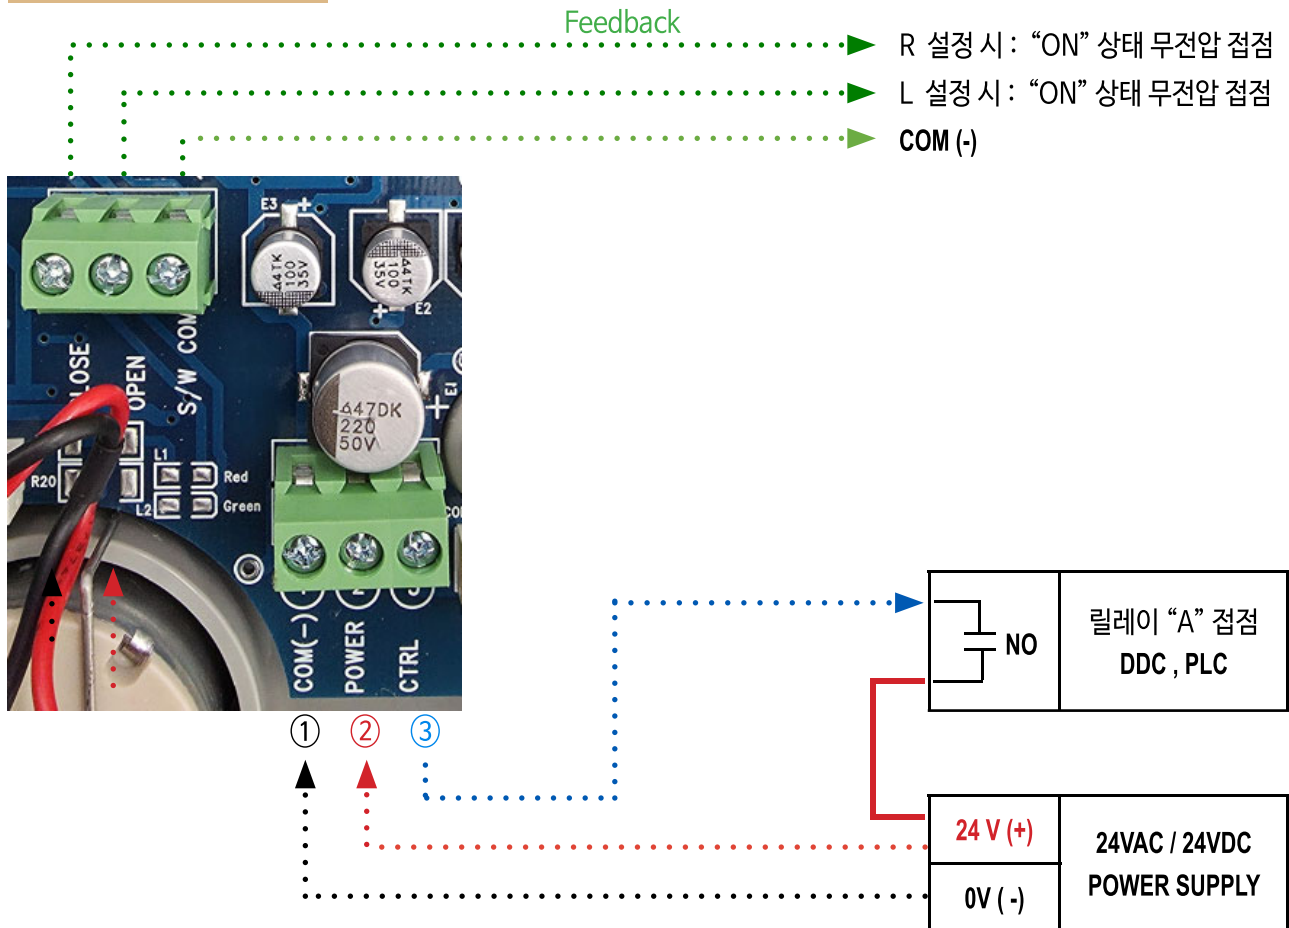 Feedback
R 설정 시 : “ON” 상태 무전압 접점
L 설정 시 : “ON” 상태 무전압 접점
COM (-)
E3 +
44TK
100
35V
44TK
100
35V
+ E2
LOSE
OPEN
S/W COM
647DK
220
50V
+
E1
L1
R20
Red
L2
Green
COM(-)
POWER
CTRL
① ② ③
NO
릴레이 “A” 접점
DDC , PLC
24 V (+)
0V ( -)
24VAC / 24VDC
POWER SUPPLY